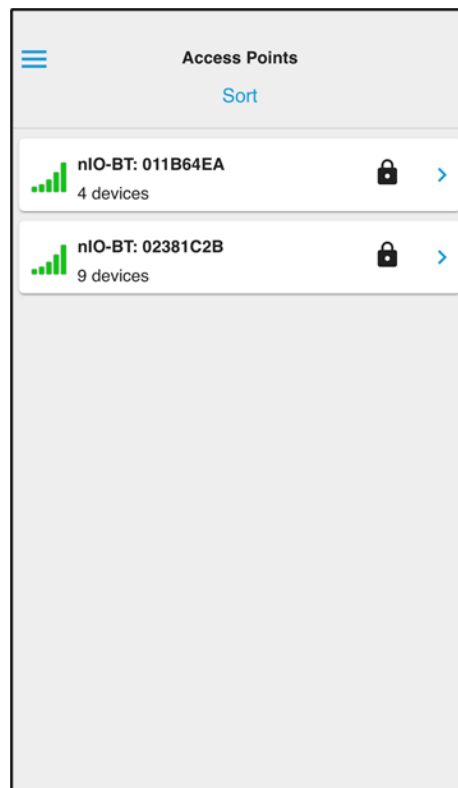 Access Points
Sort
nIO-BT: 011B64EA
4 devices
nIO-BT: 02381C2B
9 devices